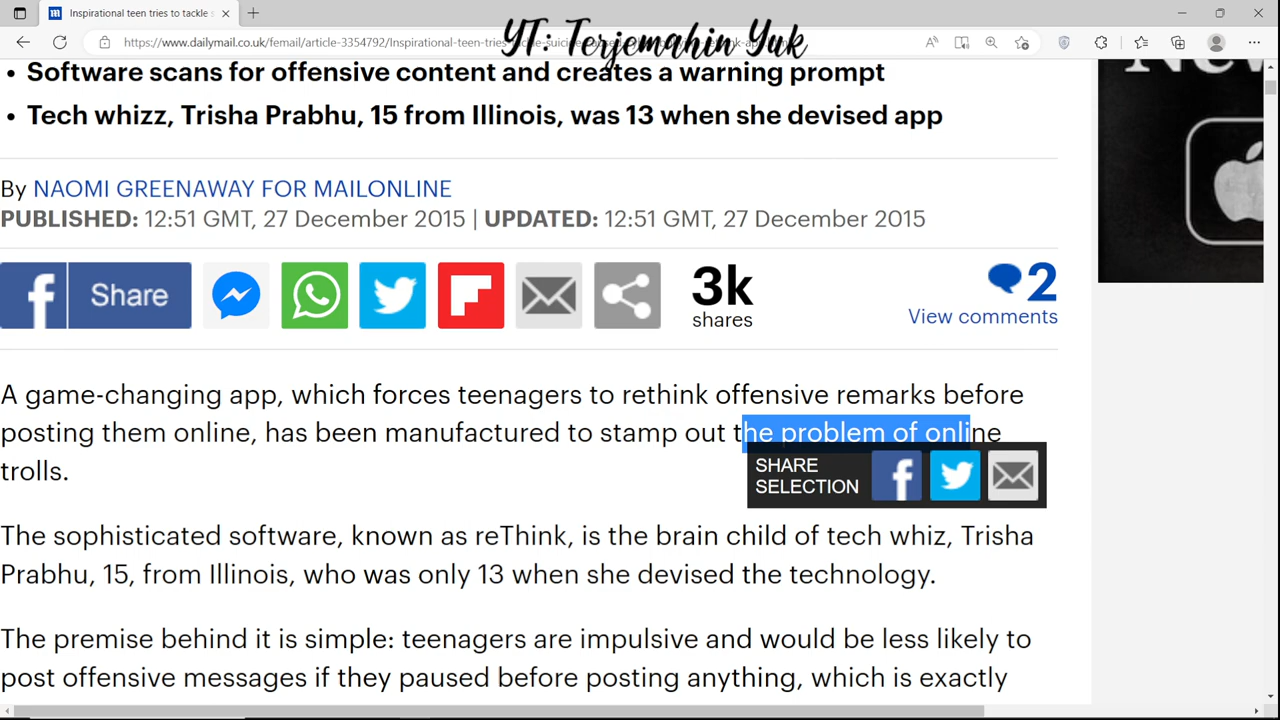 Inspirational teen tries to tackle s
https://www.dailymail.co.uk/femail/article-3354792/Inspirational-teen-tries-
YT: Terjemahin Yuk
• Software scans for offensive content and creates a warning prompt
• Tech whizz, Trisha Prabhu, 15 from Illinois, was 13 when she devised app
By NAOMI GREENAWAY FOR MAILONLINE
PUBLISHED: 12:51 GMT, 27 December 2015 | UPDATED: 12:51 GMT, 27 December 2015
Share
3k
shares
2
View comments
A game-changing app, which forces teenagers to rethink offensive remarks before
posting them online, has been manufactured to stamp out the problem of online
trolls.
SHARE
SELECTION
The sophisticated software, known as reThink, is the brain child of tech whiz, Trisha
Prabhu, 15, from Illinois, who was only 13 when she devised the technology.
The premise behind it is simple: teenagers are impulsive and would be less likely to
post offensive messages if they paused before posting anything, which is exactly